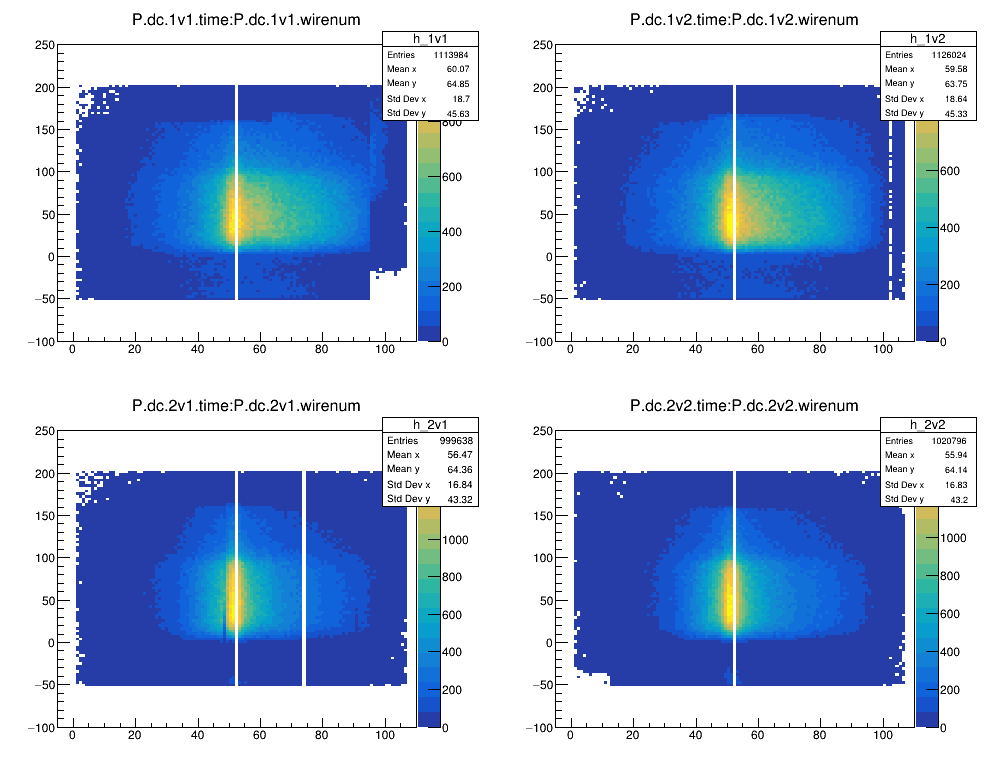 P.dc.1v1.time:P.dc.1v1.wirenum
h_1v1
Entries 1113984
Mean x 60.07
Mean y 64.85
Std Dev x 18.7
Std Dev y 45.63
250
200
150
100
50
0
−50
−100
0 20 40 60 80 100
800
600
400
200
0
P.dc.1v2.time:P.dc.1v2.wirenum
h_1v2
Entries 1126024
Mean x 59.58
Mean y 63.75
Std Dev x 18.64
Std Dev y 45.33
250
200
150
100
50
0
−50
−100
0 20 40 60 80 100
600
400
200
0
P.dc.2v1.time:P.dc.2v1.wirenum
h_2v1
Entries 999638
Mean x 56.47
Mean y 64.36
Std Dev x 16.84
Std Dev y 43.32
250
200
150
100
50
0
−50
−100
0 20 40 60 80 100
1000
800
600
400
200
0
P.dc.2v2.time:P.dc.2v2.wirenum
h_2v2
Entries 1020796
Mean x 55.94
Mean y 64.14
Std Dev x 16.83
Std Dev y 43.2
250
200
150
100
50
0
−50
−100
0 20 40 60 80 100
1000
800
600
400
200
0